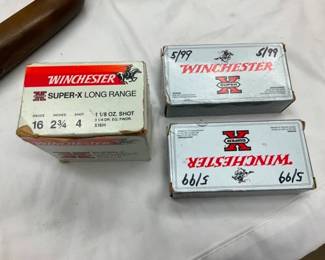 WINCHESTER
X SUPER-X LONG RANGE
GAUGE INCHES SHOT
16 2¾ 4 1 1/8 OZ. SHOT
5/99 5/99
WINCHESTER
SUPER X
SUPER X
WINCHESTER
5/99 5/99